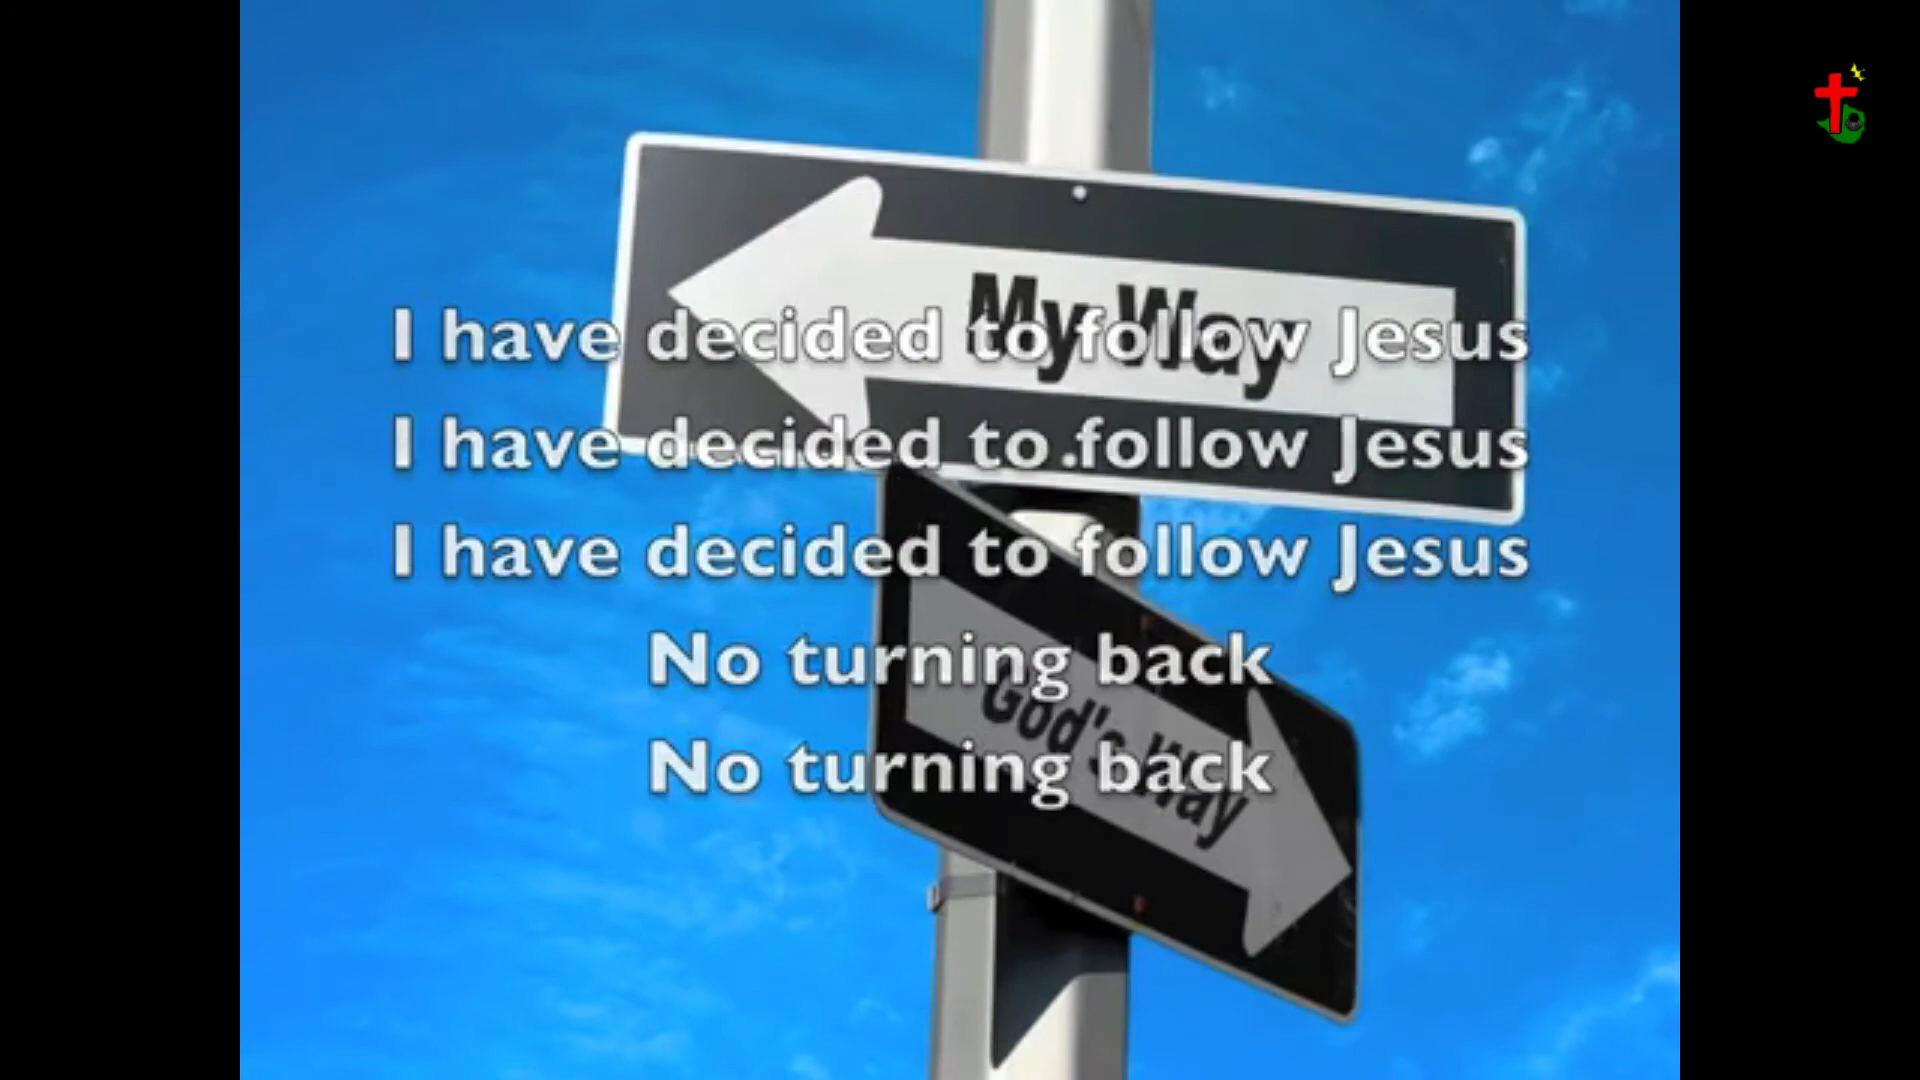 My Way
I have decided to follow Jesus
I have decided to follow Jesus
I have decided to follow Jesus
No turning back
God's Way
No turning back